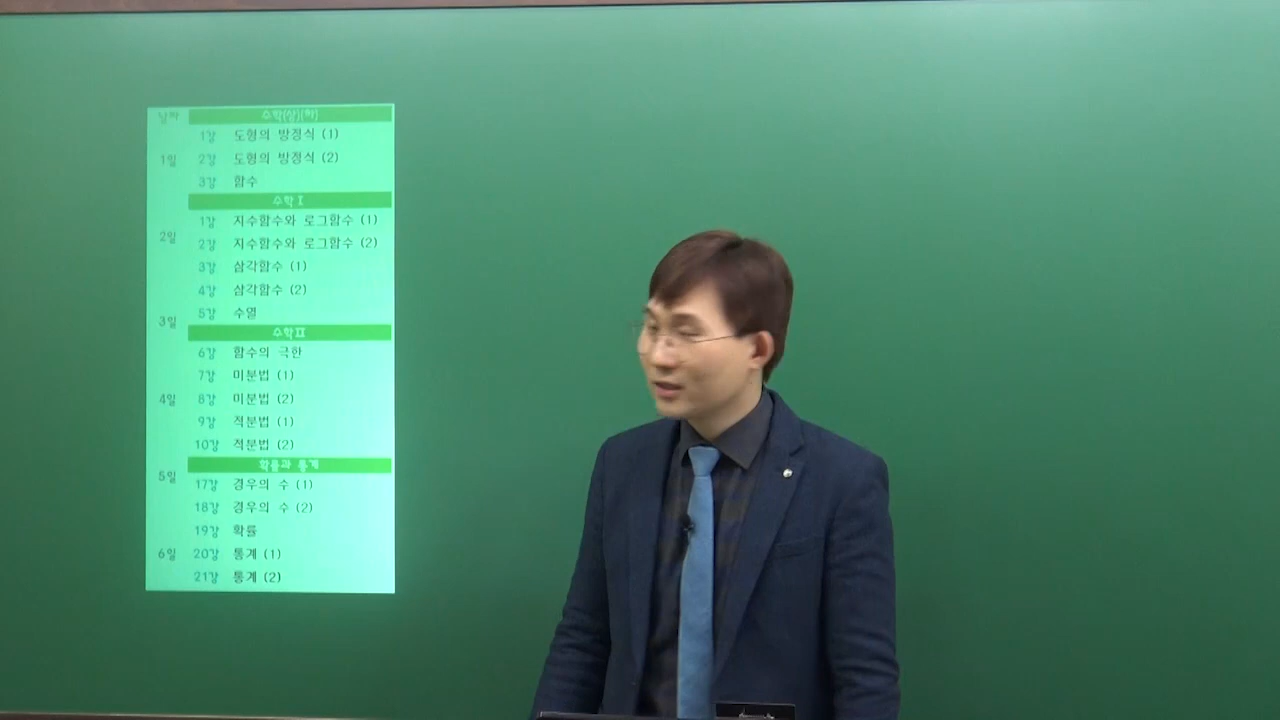 날짜 수학(상)(하)
1강 도형의 방정식 (1)
1일 2강 도형의 방정식 (2)
3강 함수
수학Ⅰ
1강 지수함수와 로그함수 (1)
2일 2강 지수함수와 로그함수 (2)
3강 삼각함수 (1)
4강 삼각함수 (2)
3일 5강 수열
수학Ⅱ
6강 함수의 극한
7강 미분법 (1)
4일 8강 미분법 (2)
9강 적분법 (1)
10강 적분법 (2)
확률과 통계
5일 17강 경우의 수 (1)
18강 경우의 수 (2)
19강 확률
6일 20강 통계 (1)
21강 통계 (2)